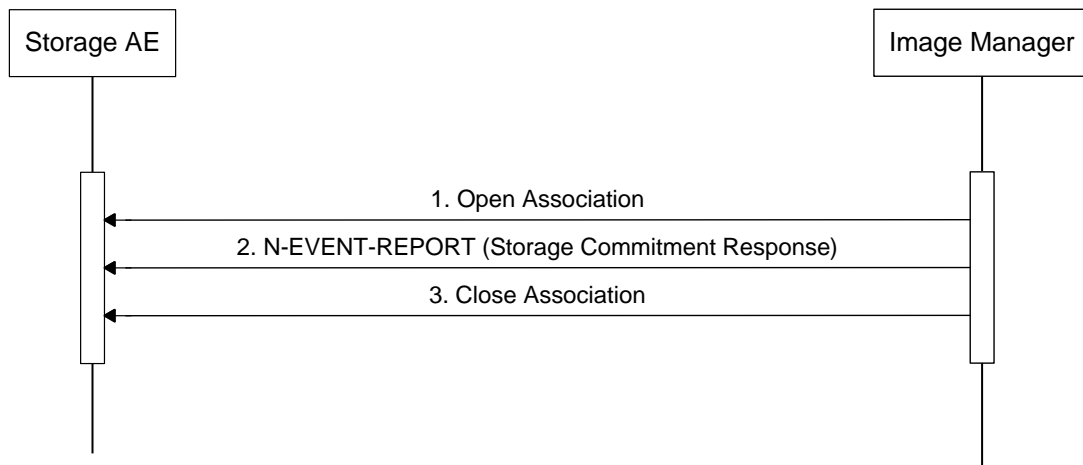 Storage AE
Image Manager
1. Open Association
2. N-EVENT-REPORT (Storage Commitment Response)
3. Close Association